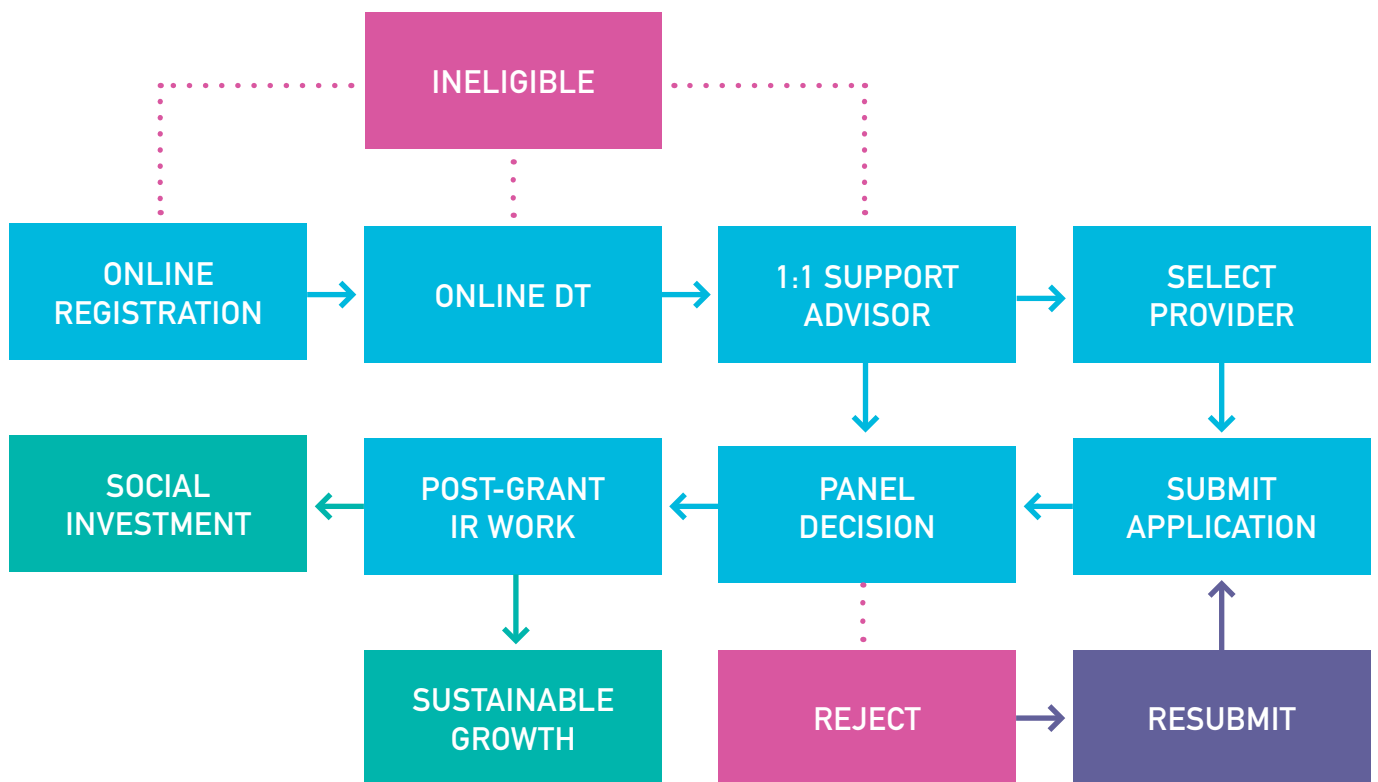 INELIGIBLE
ONLINE
REGISTRATION
ONLINE DT
1:1 SUPPORT
ADVISOR
SELECT
PROVIDER
SOCIAL
INVESTMENT
POST-GRANT
IR WORK
PANEL
DECISION
SUBMIT
APPLICATION
SUSTAINABLE
GROWTH
REJECT
RESUBMIT